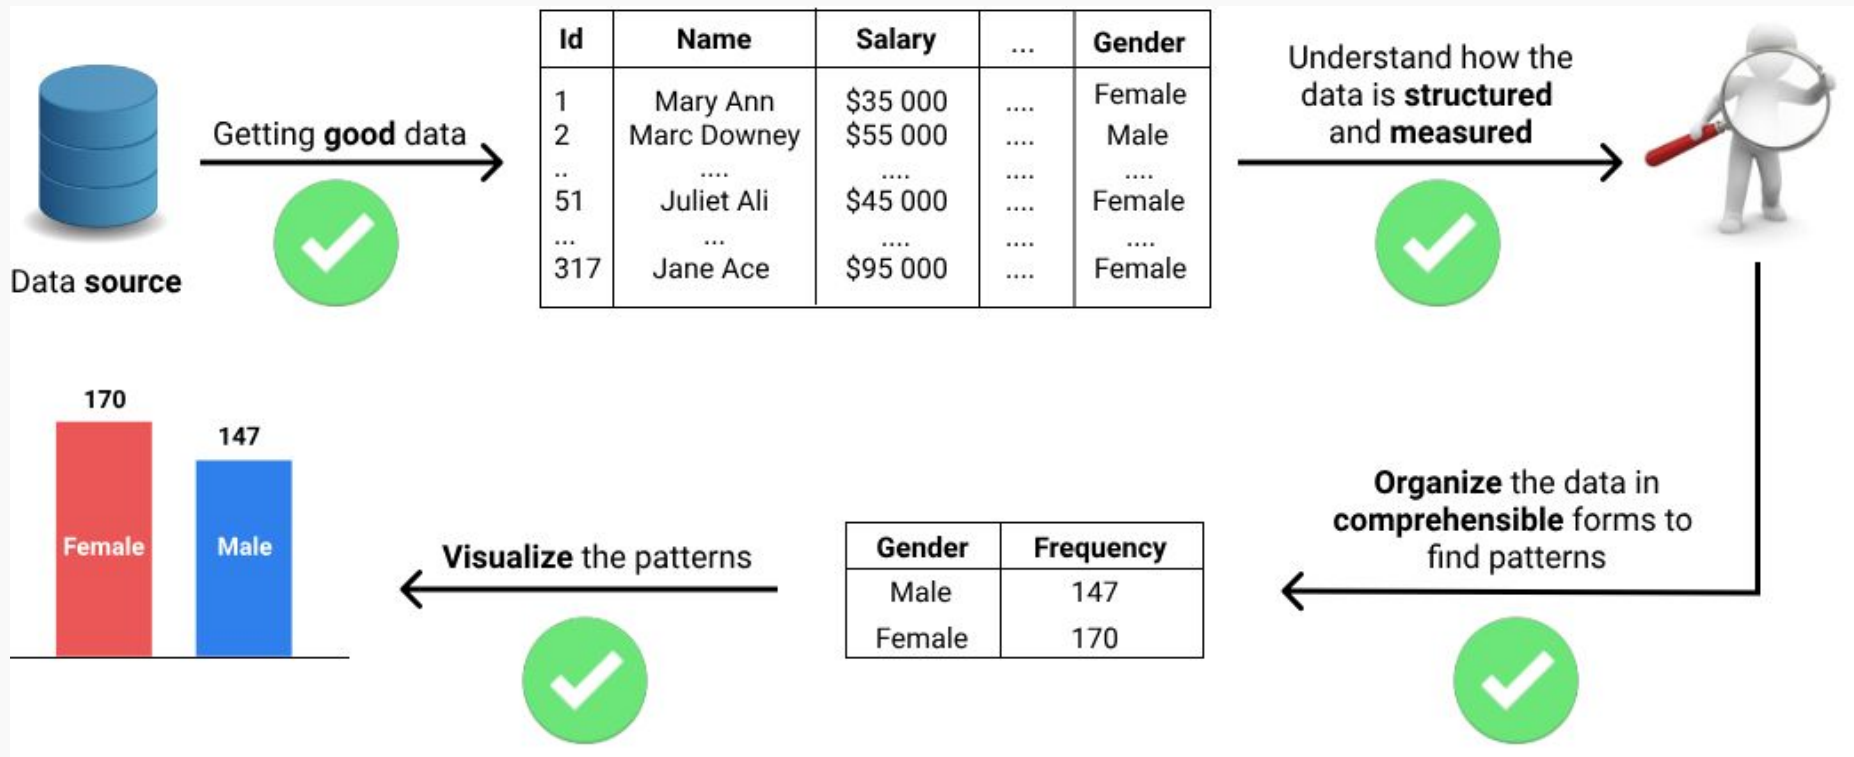 Data source
Getting good data
Id Name Salary ... Gender
1 Mary Ann $35 000 .... Female
2 Marc Downey $55 000 .... Male
.. .... .... .... ....
51 Juliet Ali $45 000 .... Female
... ... .... .... ....
317 Jane Ace $95 000 .... Female
Understand how the
data is structured
and measured
Organize the data in
comprehensible forms to
find patterns
Gender Frequency
Male 147
Female 170
Visualize the patterns
170
147
Female Male